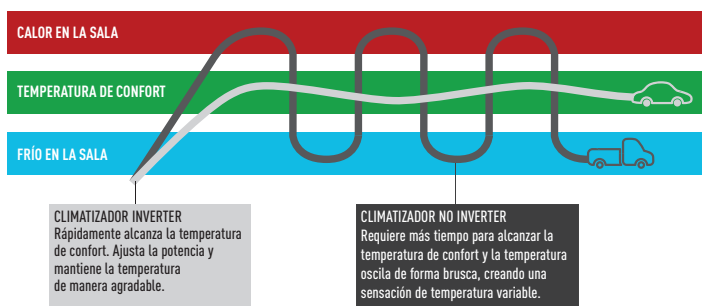 CALOR EN LA SALA
TEMPERATURA DE CONFORT
FRÍO EN LA SALA
CLIMATIZADOR INVERTER
Rápidamente alcanza la temperatura
de confort. Ajusta la potencia y
mantiene la temperatura
de manera agradable.
CLIMATIZADOR NO INVERTER
Requiere más tiempo para alcanzar la
temperatura de confort y la temperatura
oscila de forma brusca, creando una
sensación de temperatura variable.